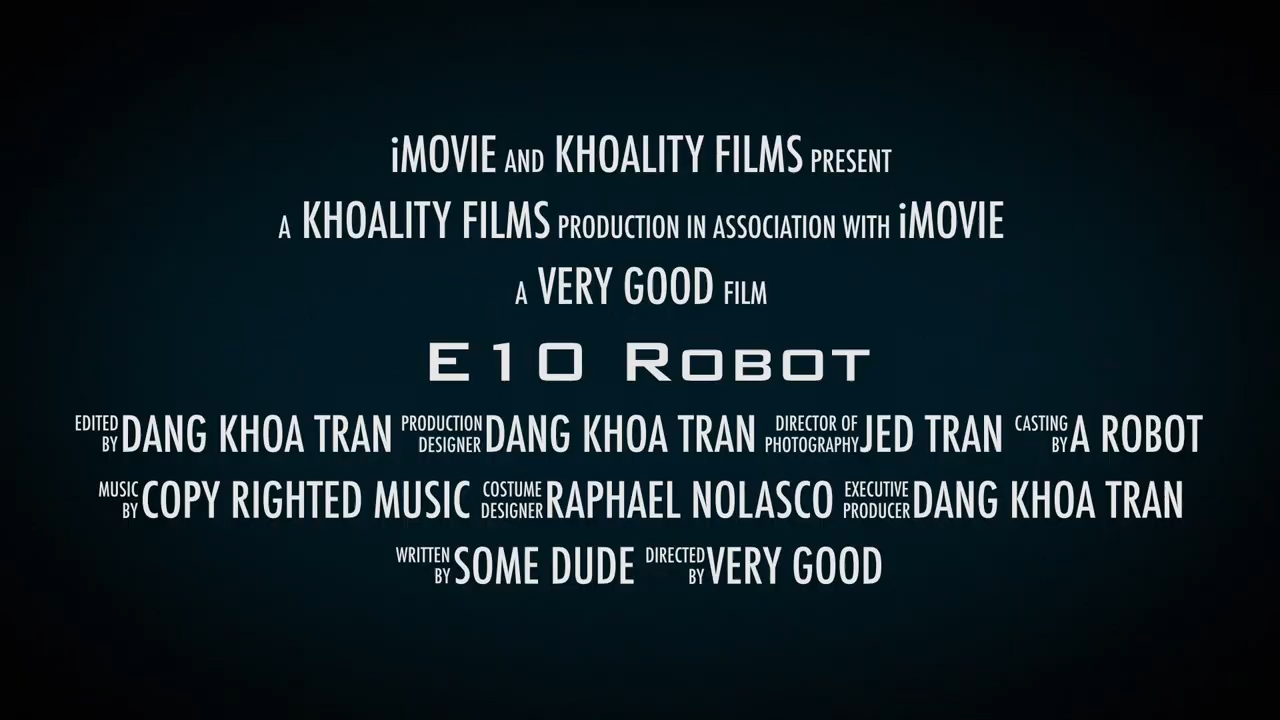 iMOVIE AND KHOALITY FILMS PRESENT
A KHOALITY FILMS PRODUCTION IN ASSOCIATION WITH iMOVIE
A VERY GOOD FILM
E10 ROBOT
EDITED BY DANG KHOA TRAN PRODUCTION DESIGNER DANG KHOA TRAN DIRECTOR OF PHOTOGRAPHY JED TRAN CASTING BY A ROBOT
MUSIC BY COPY RIGHTED MUSIC COSTUME DESIGNER RAPHAEL NOLASCO EXECUTIVE PRODUCER DANG KHOA TRAN
WRITTEN BY SOME DUDE DIRECTED BY VERY GOOD